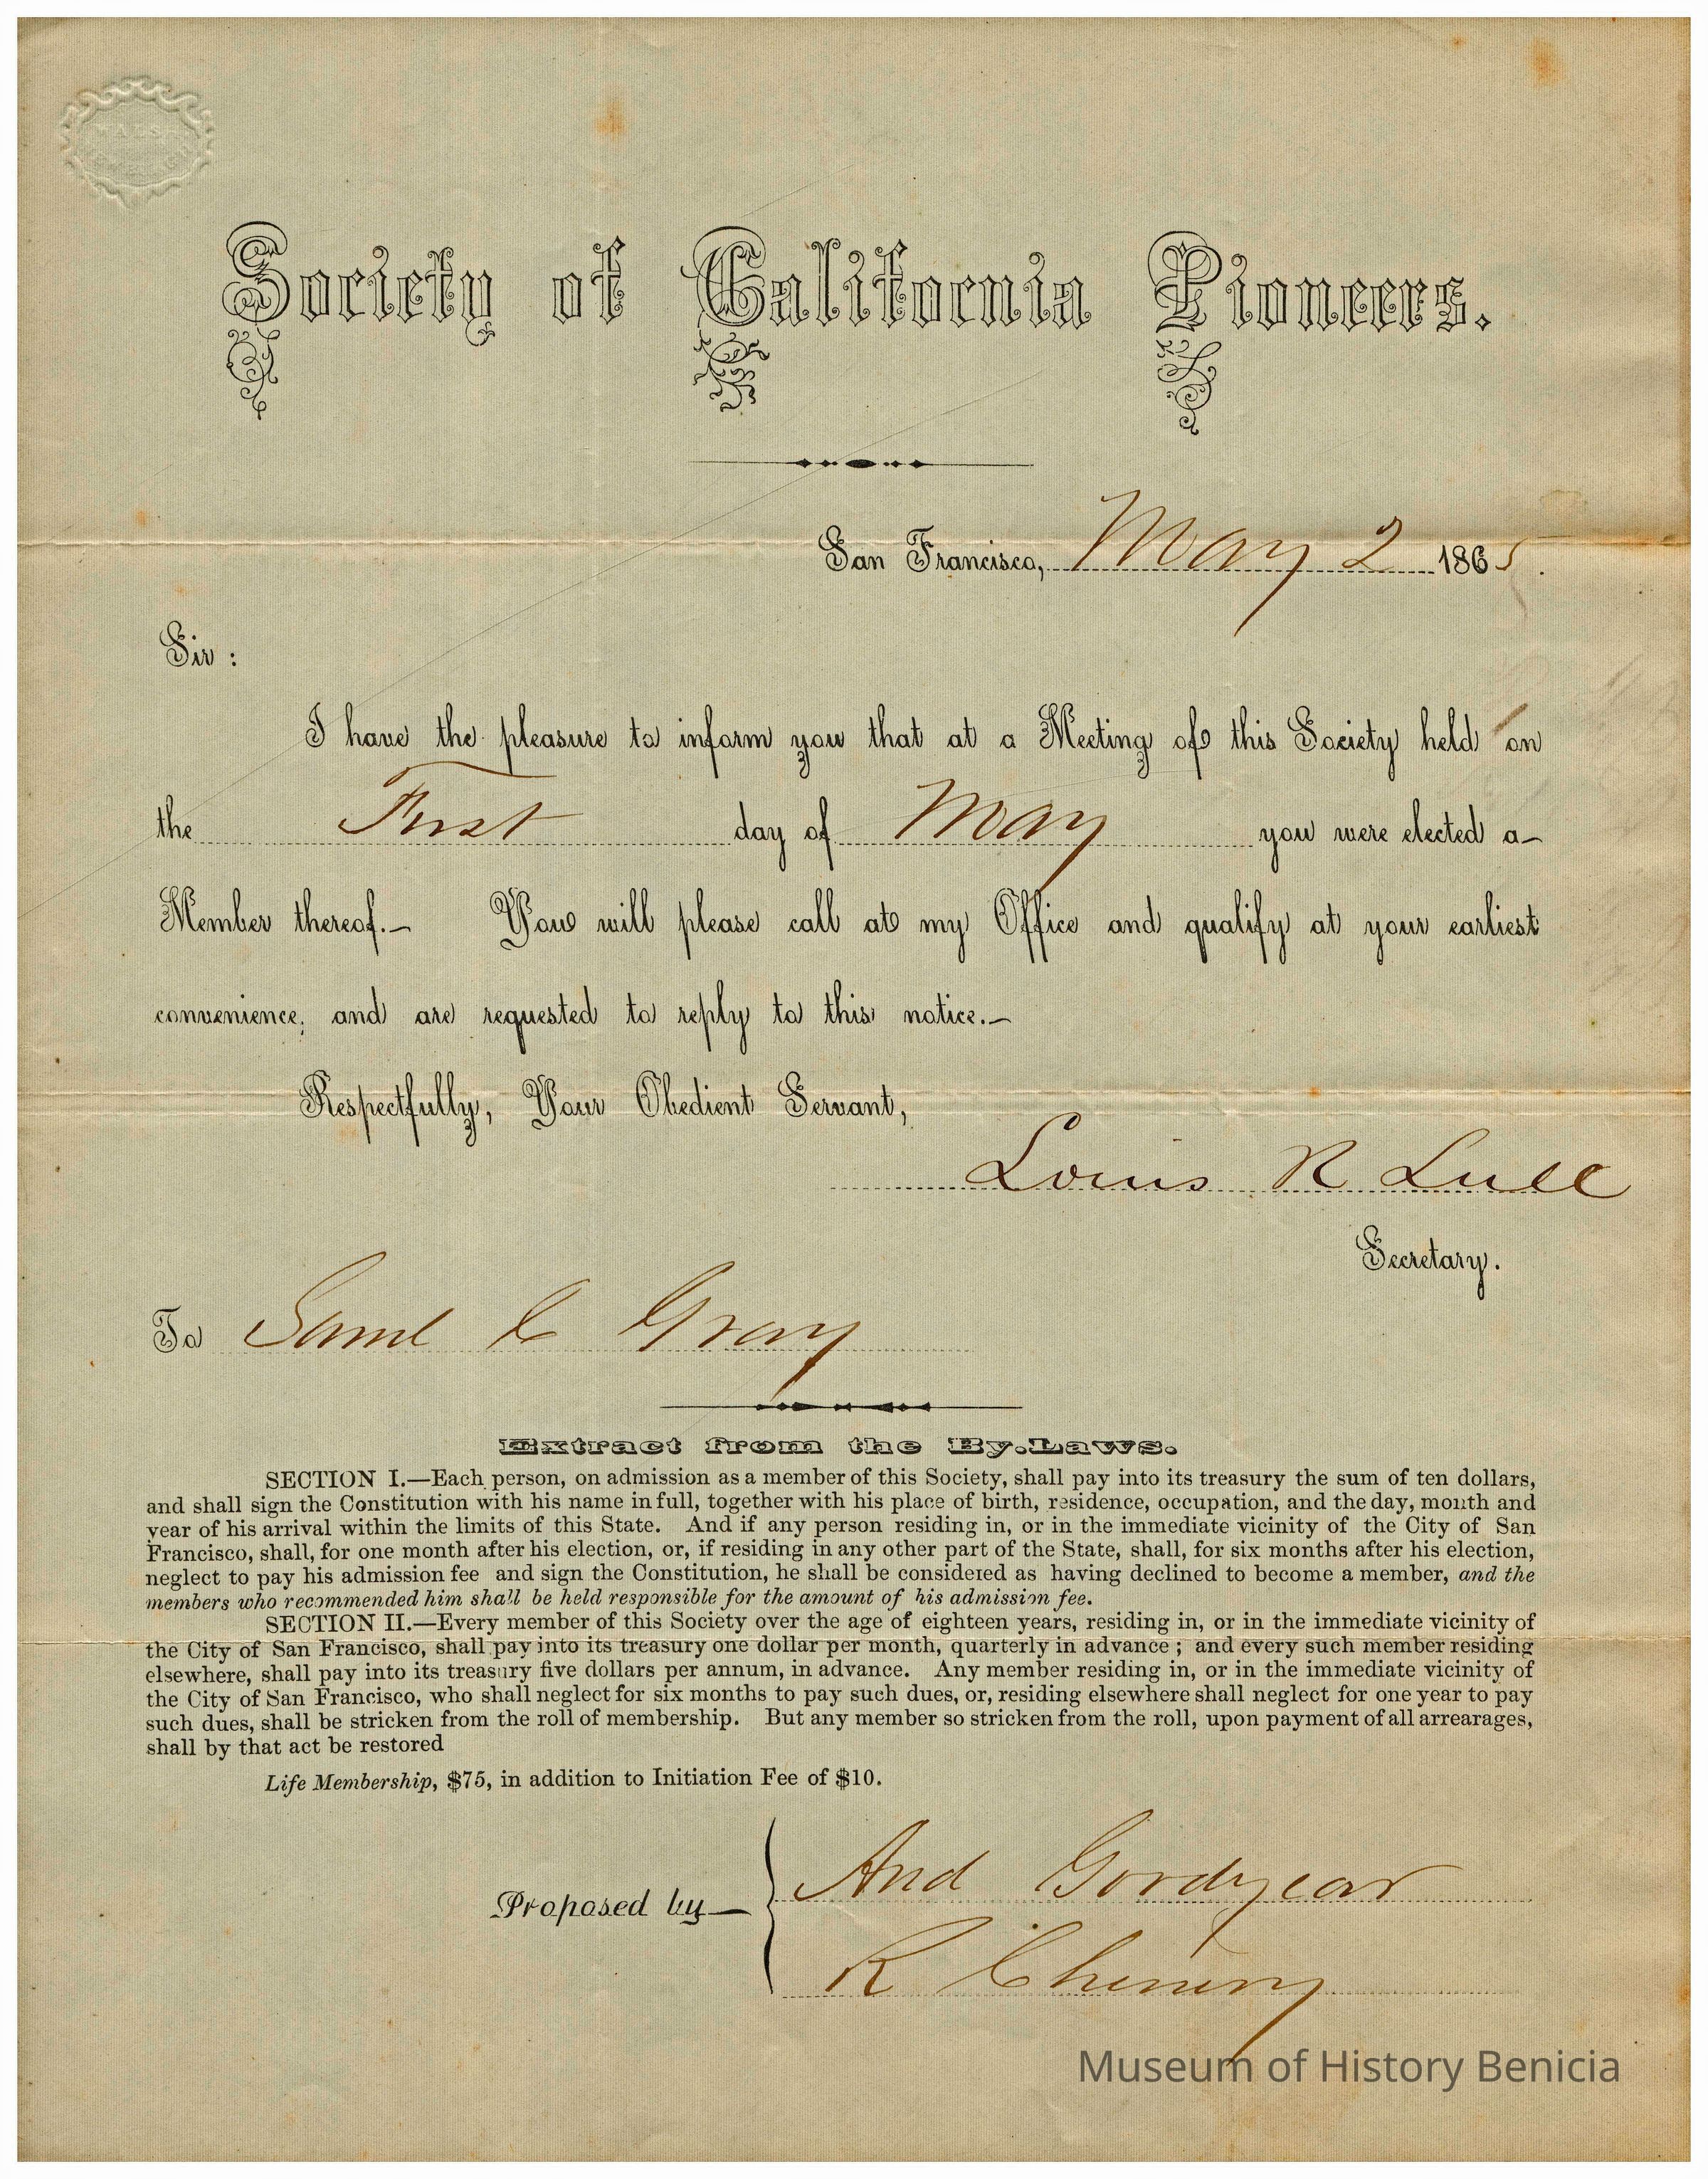 Society of California Pioneers.
San Francisco, May 2 1865.
Sir :
I have the pleasure to inform you that at a Meeting of this Society held on
the First day of May you were elected a
Member thereof.— You will please call at my Office and qualify at your earliest
convenience, and are requested to reply to this notice.—
Respectfully, Your Obedient Servant,
Louis R Lull
Secretary.
To Saml C Gray
Extract from the By-Laws.
SECTION I.—Each person, on admission as a member of this Society, shall pay into its treasury the sum of ten dollars,
and shall sign the Constitution with his name in full, together with his place of birth, residence, occupation, and the day, month and
year of his arrival within the limits of this State. And if any person residing in, or in the immediate vicinity of the City of San
Francisco, shall, for one month after his election, or, if residing in any other part of the State, shall, for six months after his election,
neglect to pay his admission fee and sign the Constitution, he shall be considered as having declined to become a member, and the
members who recommended him shall be held responsible for the amount of his admission fee.
SECTION II.—Every member of this Society over the age of eighteen years, residing in, or in the immediate vicinity of
the City of San Francisco, shall pay into its treasury one dollar per month, quarterly in advance ; and every such member residing
elsewhere, shall pay into its treasury five dollars per annum, in advance. Any member residing in, or in the immediate vicinity of
the City of San Francisco, who shall neglect for six months to pay such dues, or, residing elsewhere shall neglect for one year to pay
such dues, shall be stricken from the roll of membership. But any member so stricken from the roll, upon payment of all arrearages,
shall by that act be restored
Life Membership, $75, in addition to Initiation Fee of $10.
Proposed by— And Goodyear
R Chenery
Museum of History Benicia